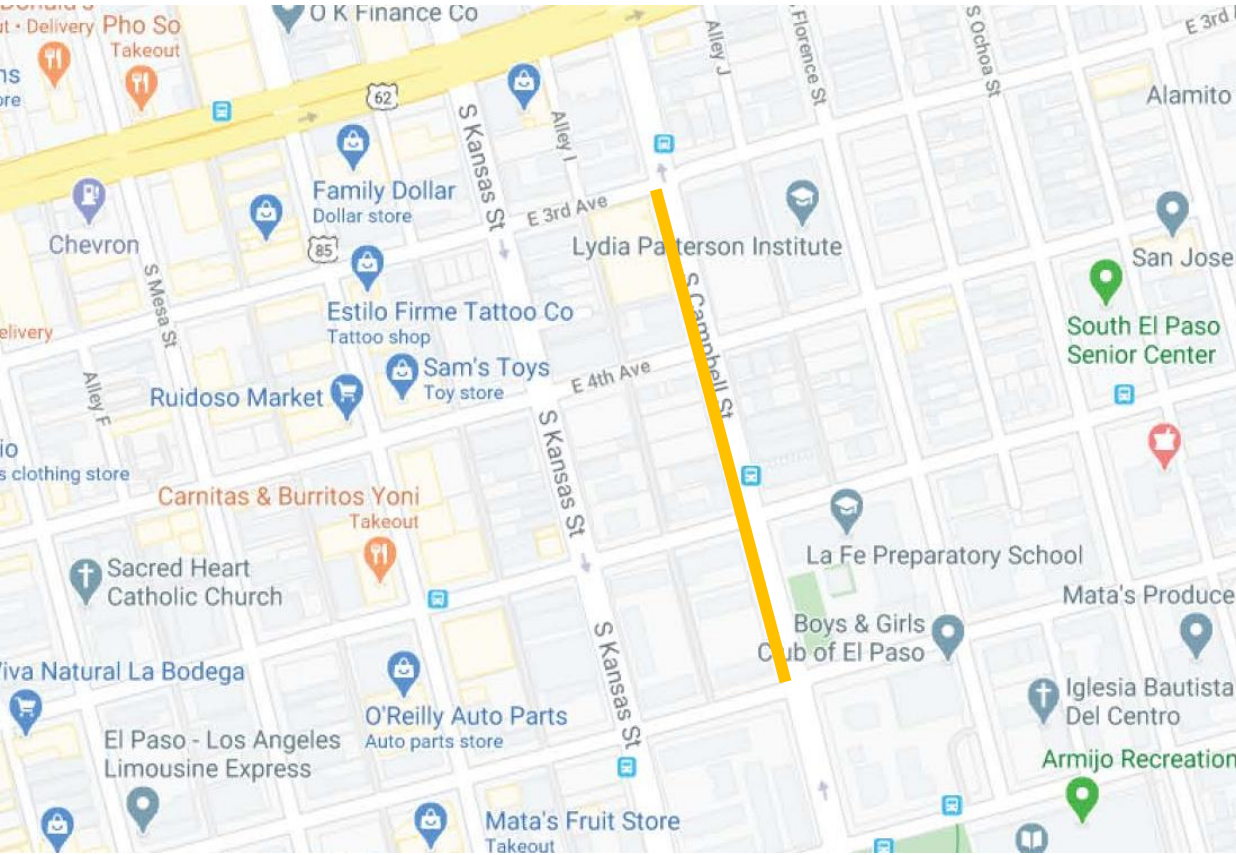 O K Finance Co
Delivery
Pho So
Takeout
62
Alley J
Florence St
S Ochoa St
E 3rd
Alamito
S Kansas St
Alley I
Family Dollar
Dollar store
E 3rd Ave
Chevron
85
Lydia Patterson Institute
San Jose
S Mesa St
Estilo Firme Tattoo Co
Tattoo shop
S Campbell St
South El Paso
Senior Center
Alley F
Ruidoso Market
Sam's Toys
Toy store
E 4th Ave
S Kansas St
clothing store
Carnitas & Burritos Yoni
Takeout
La Fe Preparatory School
Sacred Heart
Catholic Church
Mata's Produce
Boys & Girls
Club of El Paso
S Kansas St
Viva Natural La Bodega
O'Reilly Auto Parts
Auto parts store
Iglesia Bautista
Del Centro
El Paso - Los Angeles
Limousine Express
Armijo Recreation
Mata's Fruit Store
Takeout